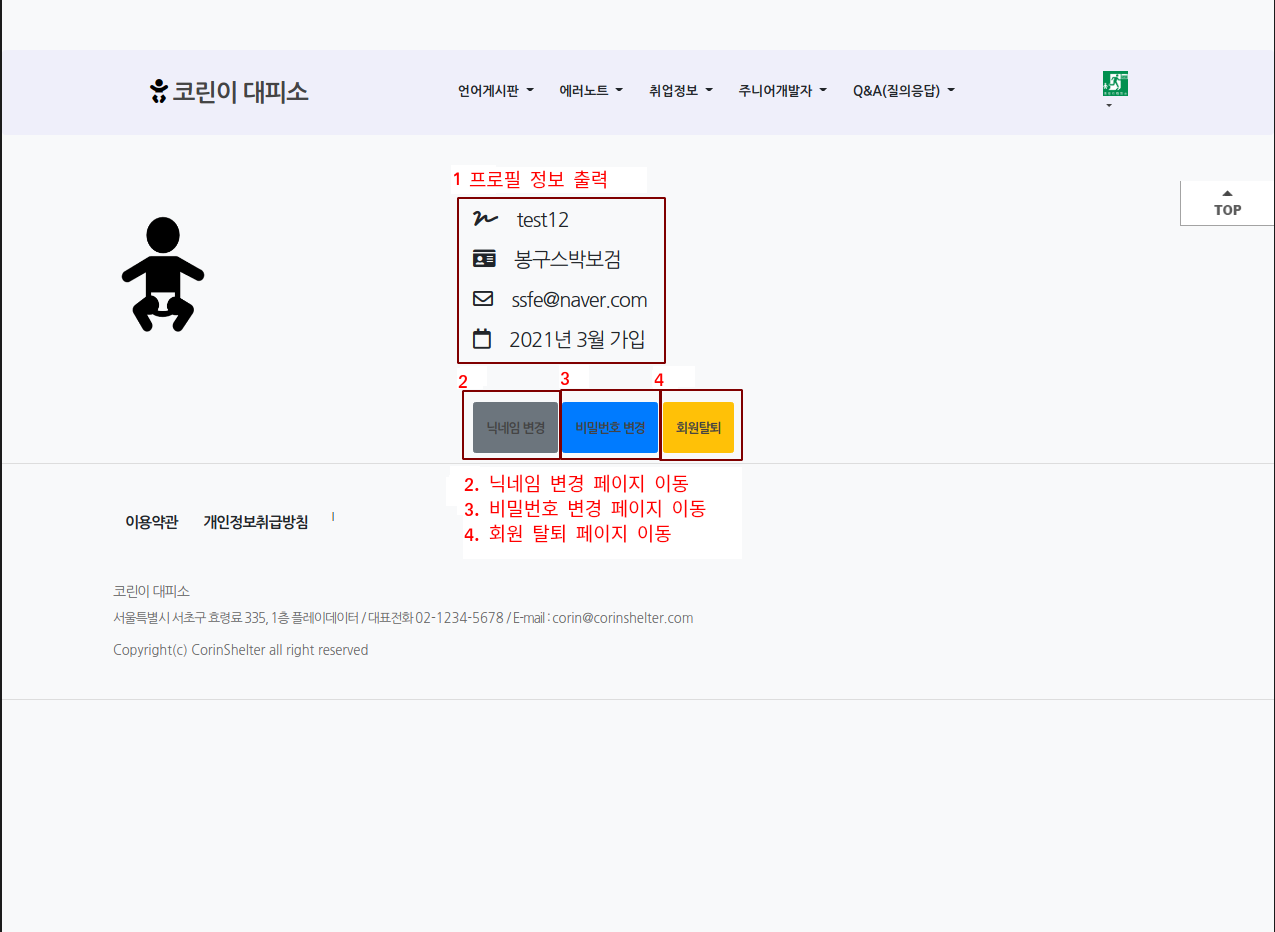 코린이 대피소
언어게시판 에러노트 취업정보 주니어개발자 Q&A(질의응답)
TOP
1 프로필 정보 출력
test12
봉구스박보검
ssfe@naver.com
2021년 3월 가입
2 3 4
닉네임 변경 비밀번호 변경 회원탈퇴
2. 닉네임 변경 페이지 이동
3. 비밀번호 변경 페이지 이동
4. 회원 탈퇴 페이지 이동
이용약관 개인정보취급방침 |
코린이 대피소
서울특별시 서초구 효령료 335, 1층 플레이데이터 / 대표전화 02-1234-5678 / E-mail : corin@corinshelter.com
Copyright(c) CorinShelter all right reserved